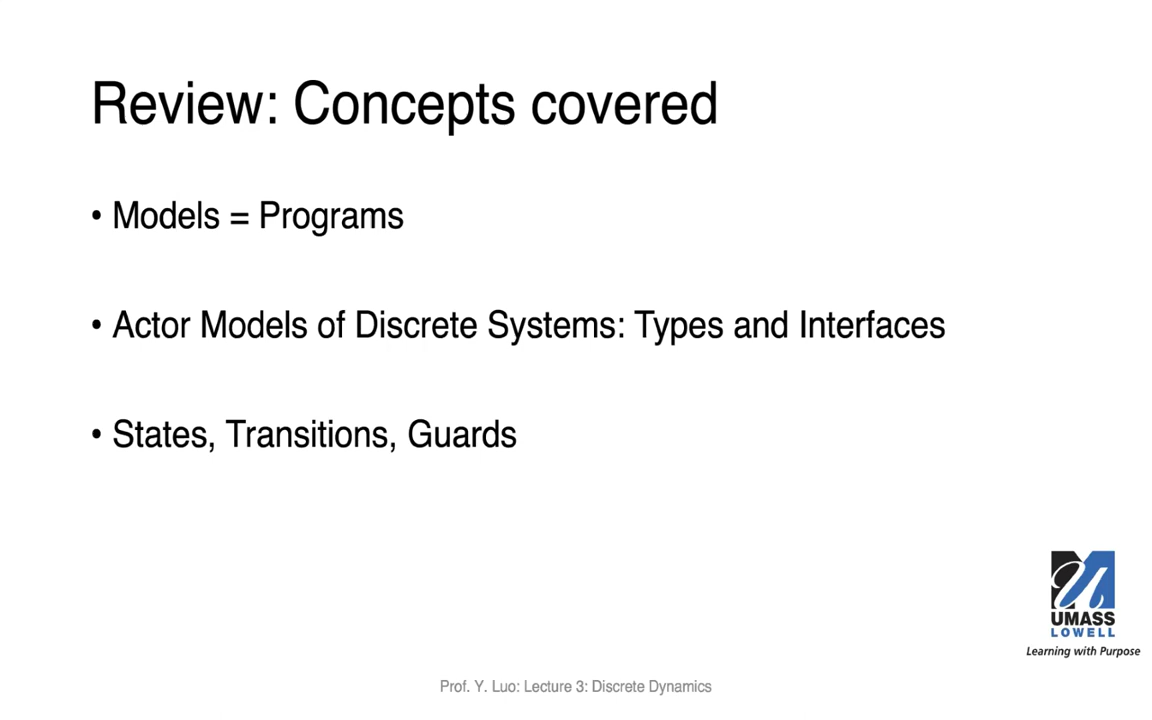 Review: Concepts covered
• Models = Programs
• Actor Models of Discrete Systems: Types and Interfaces
• States, Transitions, Guards
UMASS
LOWELL
Learning with Purpose
Prof. Y. Luo: Lecture 3: Discrete Dynamics